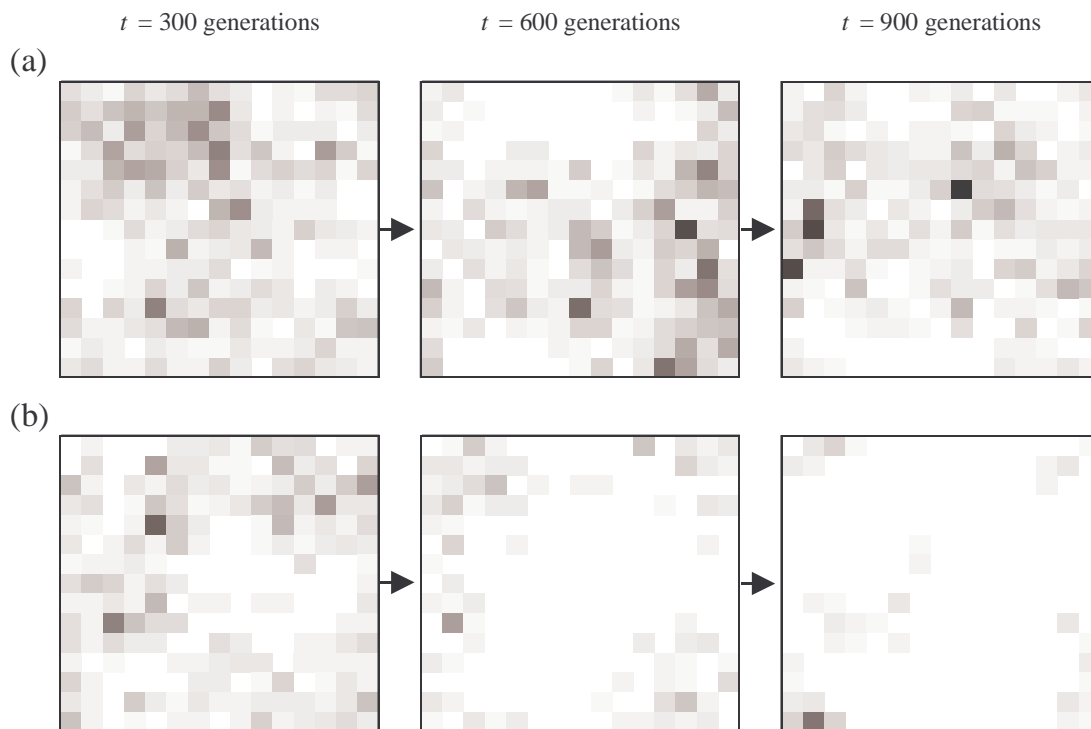 t = 300 generations t = 600 generations t = 900 generations
(a)
(b)